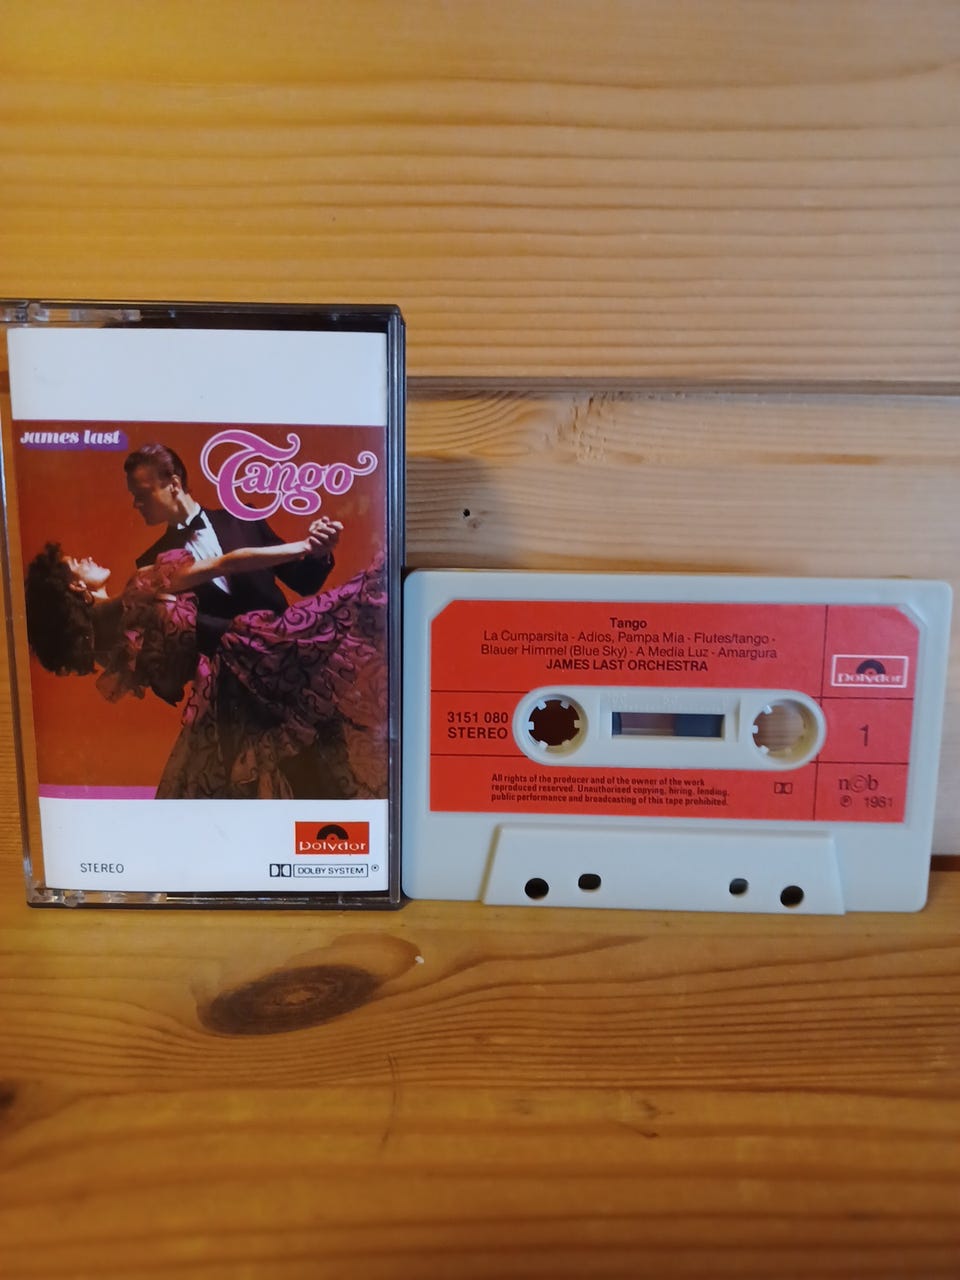 james last
Tango
polydor
STEREO
DOLBY SYSTEM ®
Tango
La Cumparsita - Adios, Pampa Mia - Flutes/tango -
Blauer Himmel (Blue Sky) - A Media Luz - Amargura
JAMES LAST ORCHESTRA
polydor
3151 080
STEREO
1
All rights of the producer and of the owner of the work
reproduced reserved. Unauthorised copying, hiring, lending,
public performance and broadcasting of this tape prohibited.
n©b
℗ 1981